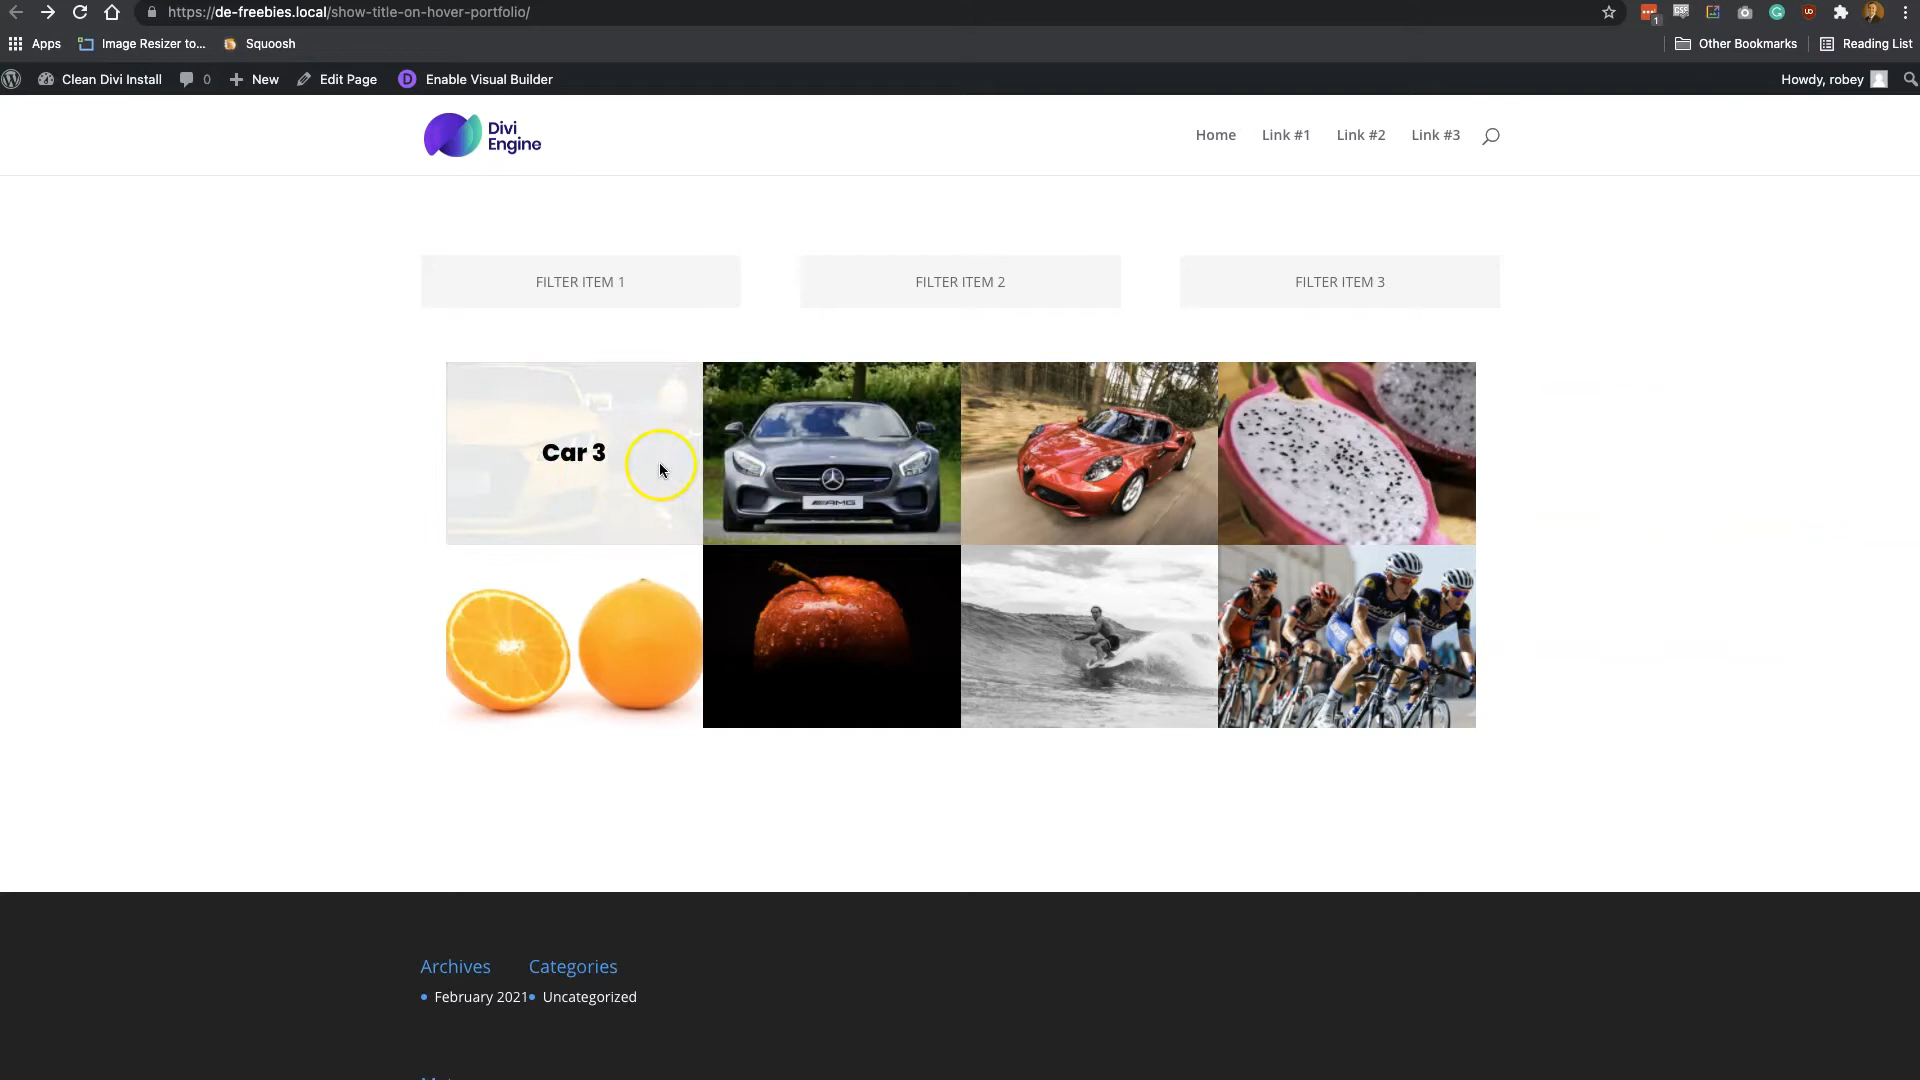 https://de-freebies.local/show-title-on-hover-portfolio/
1
Apps Image Resizer to... Squoosh Other Bookmarks Reading List
Clean Divi Install 0 New Edit Page D Enable Visual Builder Howdy, robey
Divi
Engine
Home Link #1 Link #2 Link #3
FILTER ITEM 1 FILTER ITEM 2 FILTER ITEM 3
Car 3
AMG
Archives Categories
February 2021 Uncategorized